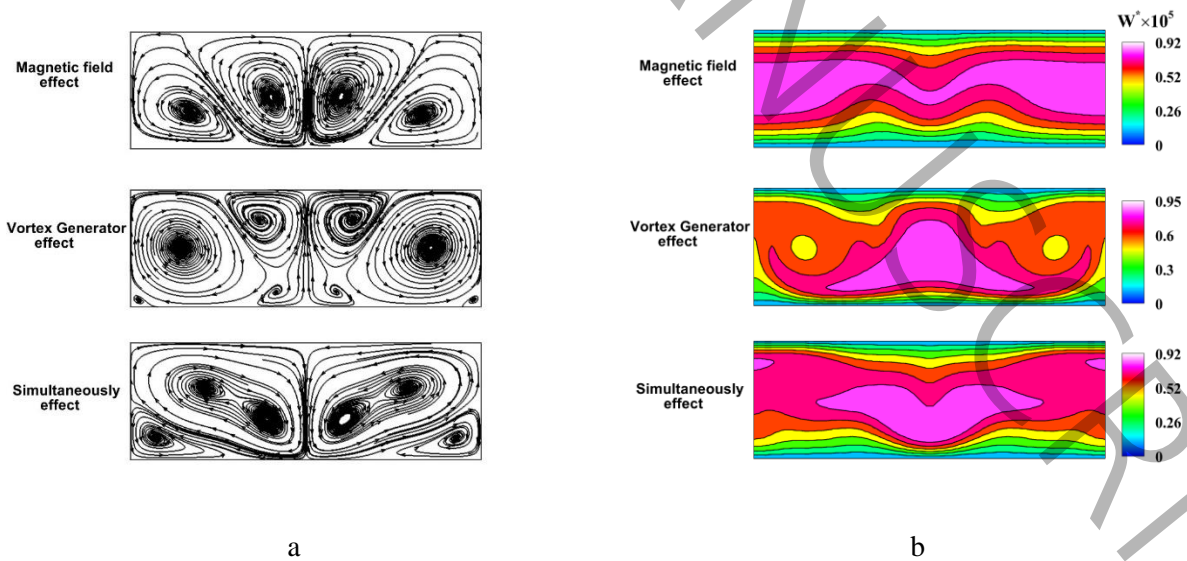 W*×10⁵
Magnetic field
effect
Magnetic field
effect
0.92
0.52
0.26
0
Vortex Generator
effect
Vortex Generator
effect
0.95
0.6
0.3
0
Simultaneously
effect
Simultaneously
effect
0.92
0.52
0.26
0
a
b